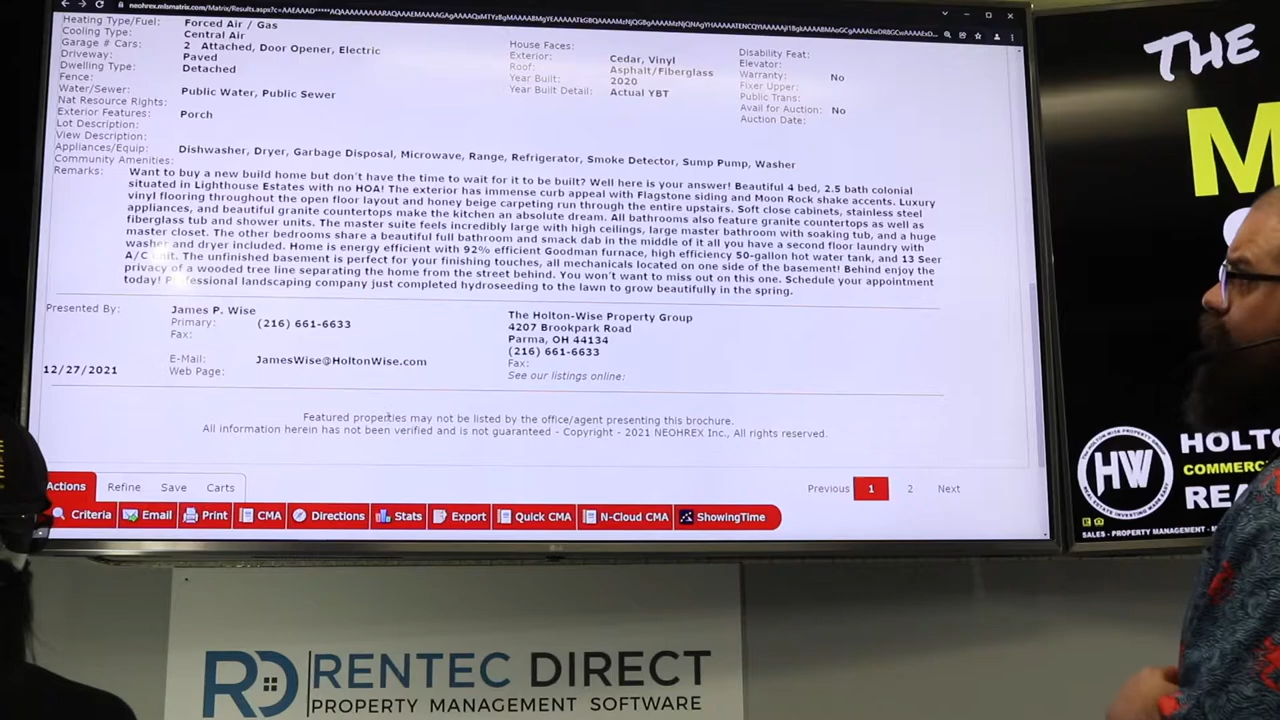 neohrex.mlsmatrix.com/Matrix/Results.aspx?c=AAEAAAD
Heating Type/Fuel: Forced Air / Gas
Cooling Type: Central Air
Garage # Cars: 2 Attached, Door Opener, Electric
Driveway: Paved
Dwelling Type: Detached
Fence:
Water/Sewer: Public Water, Public Sewer
Nat Resource Rights:
Exterior Features: Porch
Lot Description:
View Description:
Appliances/Equip: Dishwasher, Dryer, Garbage Disposal, Microwave, Range, Refrigerator, Smoke Detector, Sump Pump, Washer
Community Amenities:
House Faces:
Exterior: Cedar, Vinyl
Roof: Asphalt/Fiberglass
Year Built: 2020
Year Built Detail: Actual YBT
Disability Feat:
Elevator:
Warranty: No
Fixer Upper:
Public Trans:
Avail for Auction: No
Auction Date:
Remarks: Want to buy a new build home but don't have the time to wait for it to be built? Well here is your answer! Beautiful 4 bed, 2.5 bath colonial
situated in Lighthouse Estates with no HOA! The exterior has immense curb appeal with Flagstone siding and Moon Rock shake accents. Luxury
vinyl flooring throughout the open floor layout and honey beige carpeting run through the entire upstairs. Soft close cabinets, stainless steel
appliances, and beautiful granite countertops make the kitchen an absolute dream. All bathrooms also feature granite countertops as well as
fiberglass tub and shower units. The master suite feels incredibly large with high ceilings, large master bathroom with soaking tub, and a huge
master closet. The other bedrooms share a beautiful full bathroom and smack dab in the middle of it all you have a second floor laundry with
washer and dryer included. Home is energy efficient with 92% efficient Goodman furnace, high efficiency 50-gallon hot water tank, and 13 Seer
A/C unit. The unfinished basement is perfect for your finishing touches, all mechanicals located on one side of the basement! Behind enjoy the
privacy of a wooded tree line separating the home from the street behind. You won't want to miss out on this one. Schedule your appointment
today! Professional landscaping company just completed hydroseeding to the lawn to grow beautifully in the spring.
Presented By: James P. Wise
Primary: (216) 661-6633
Fax:
E-Mail: JamesWise@HoltonWise.com
Web Page:
12/27/2021
The Holton-Wise Property Group
4207 Brookpark Road
Parma, OH 44134
(216) 661-6633
Fax:
See our listings online:
Featured properties may not be listed by the office/agent presenting this brochure.
All information herein has not been verified and is not guaranteed - Copyright - 2021 NEOHREX Inc., All rights reserved.
Actions Refine Save Carts Previous 1 2 Next
Criteria Email Print CMA Directions Stats Export Quick CMA N-Cloud CMA ShowingTime
THE
M
HW
HOLT
COMMERC
REA
SALES - PROPERTY MANAGEMENT -
RD RENTEC DIRECT
PROPERTY MANAGEMENT SOFTWARE